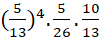 (5/13)^4 . 5/26 . 10/13